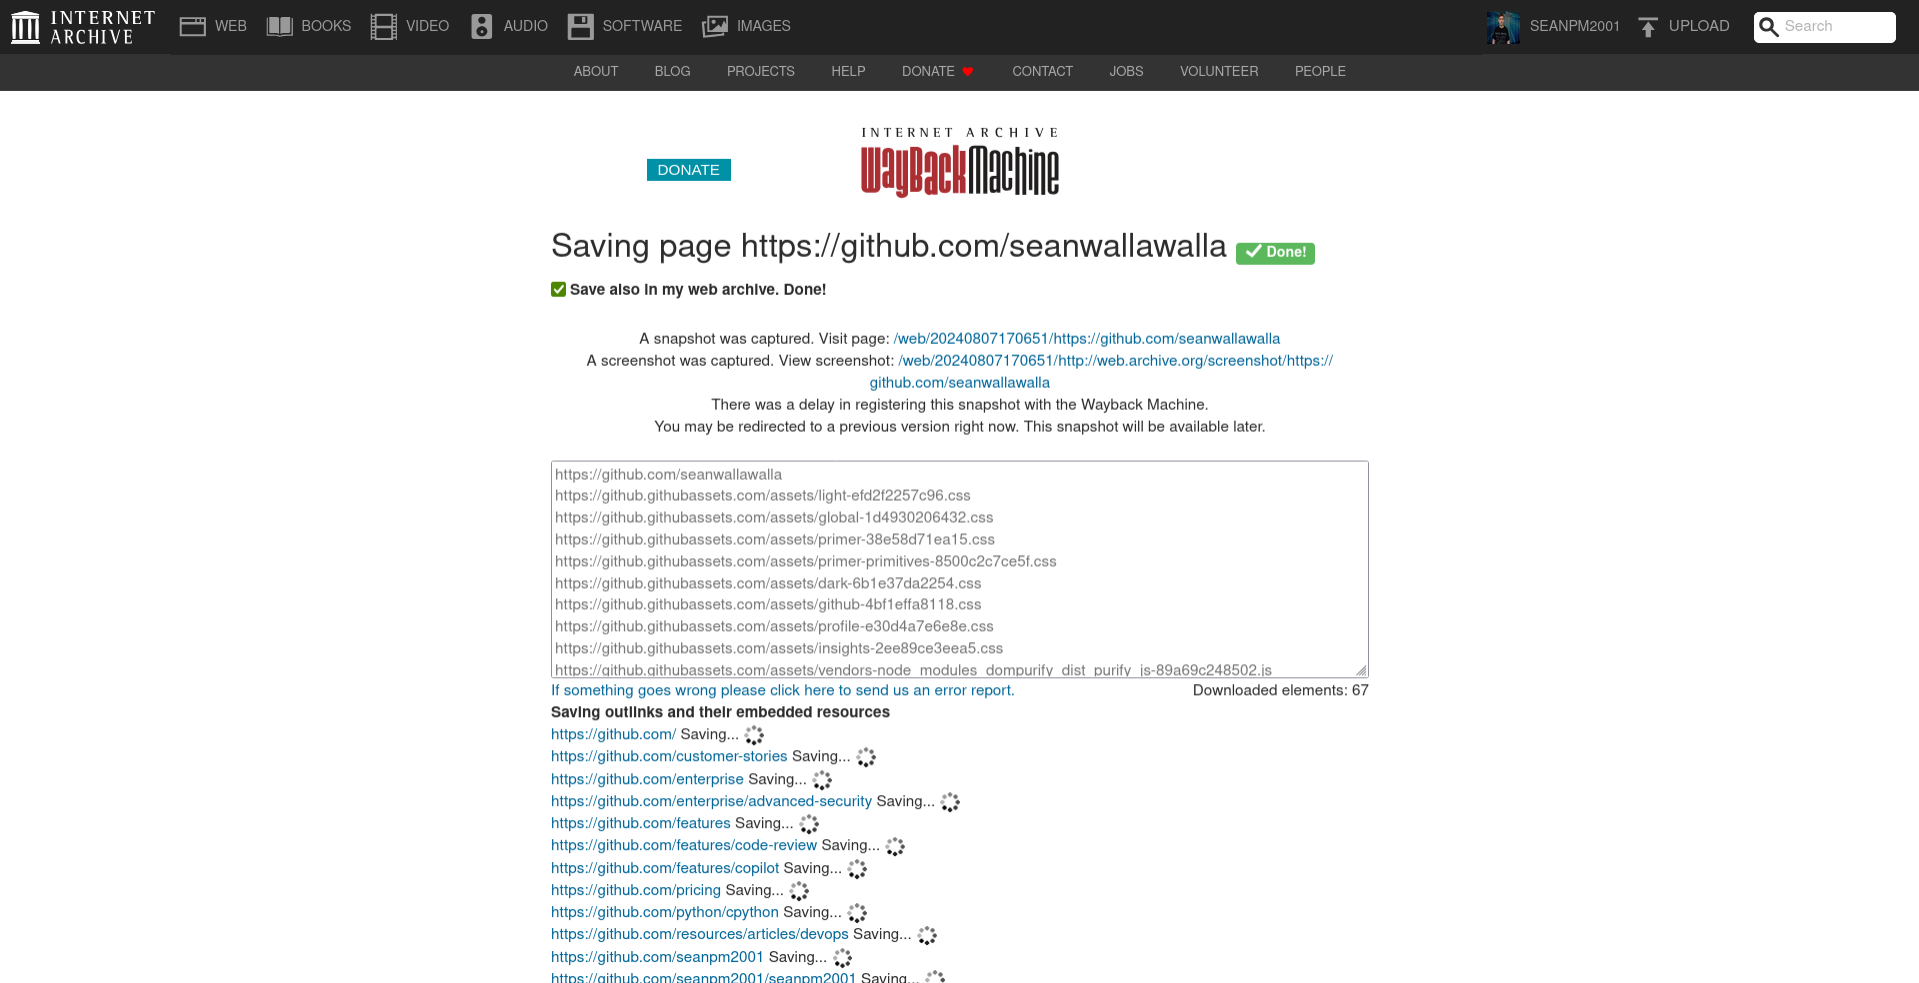 INTERNET ARCHIVE
WEB BOOKS VIDEO AUDIO SOFTWARE IMAGES SEANPM2001 UPLOAD Search
ABOUT BLOG PROJECTS HELP DONATE CONTACT JOBS VOLUNTEER PEOPLE
INTERNET ARCHIVE
WayBackMachine
DONATE
Saving page https://github.com/seanwallawalla Done!
Save also in my web archive. Done!
A snapshot was captured. Visit page: /web/20240807170651/https://github.com/seanwallawalla
A screenshot was captured. View screenshot: /web/20240807170651/http://web.archive.org/screenshot/https://
github.com/seanwallawalla
There was a delay in registering this snapshot with the Wayback Machine.
You may be redirected to a previous version right now. This snapshot will be available later.
https://github.com/seanwallawalla
https://github.githubassets.com/assets/light-efd2f2257c96.css
https://github.githubassets.com/assets/global-1d4930206432.css
https://github.githubassets.com/assets/primer-38e58d71ea15.css
https://github.githubassets.com/assets/primer-primitives-8500c2c7ce5f.css
https://github.githubassets.com/assets/dark-6b1e37da2254.css
https://github.githubassets.com/assets/github-4bf1effa8118.css
https://github.githubassets.com/assets/profile-e30d4a7e6e8e.css
https://github.githubassets.com/assets/insights-2ee89ce3eea5.css
https://github.githubassets.com/assets/vendors-node_modules_dompurify_dist_purify_js-89a69c248502.js
If something goes wrong please click here to send us an error report. Downloaded elements: 67
Saving outlinks and their embedded resources
https://github.com/ Saving...
https://github.com/customer-stories Saving...
https://github.com/enterprise Saving...
https://github.com/enterprise/advanced-security Saving...
https://github.com/features Saving...
https://github.com/features/code-review Saving...
https://github.com/features/copilot Saving...
https://github.com/pricing Saving...
https://github.com/python/cpython Saving...
https://github.com/resources/articles/devops Saving...
https://github.com/seanpm2001 Saving...
https://github.com/seanpm2001/seanpm2001 Saving...